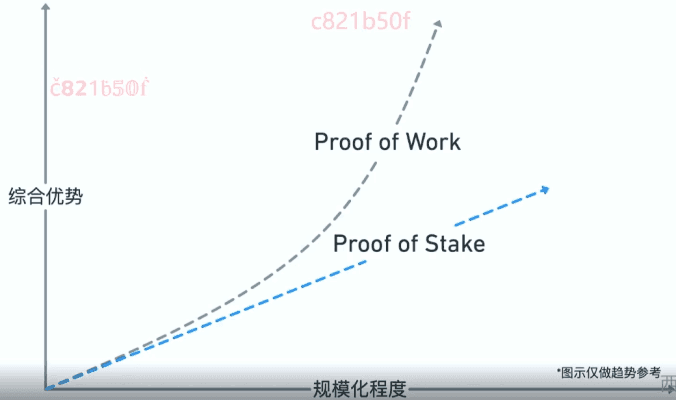 c821b50f
č821b50f
Proof of Work
综合优势
Proof of Stake
*图示仅做趋势参考
西
规模化程度